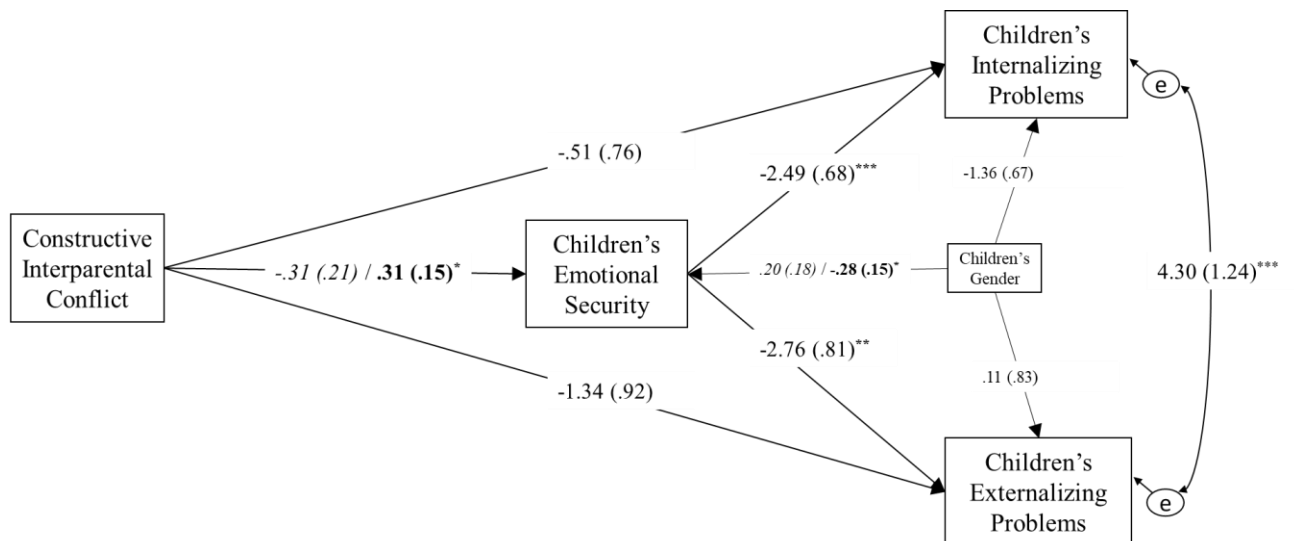 Children's
Internalizing
Problems
e
-.51 (.76)
-2.49 (.68)***
-1.36 (.67)
Constructive
Interparental
Conflict
-.31 (.21) / .31 (.15)*
Children's
Emotional
Security
.20 (.18) / -.28 (.15)*
Children's
Gender
4.30 (1.24)***
-2.76 (.81)**
-1.34 (.92)
.11 (.83)
Children's
Externalizing
Problems
e